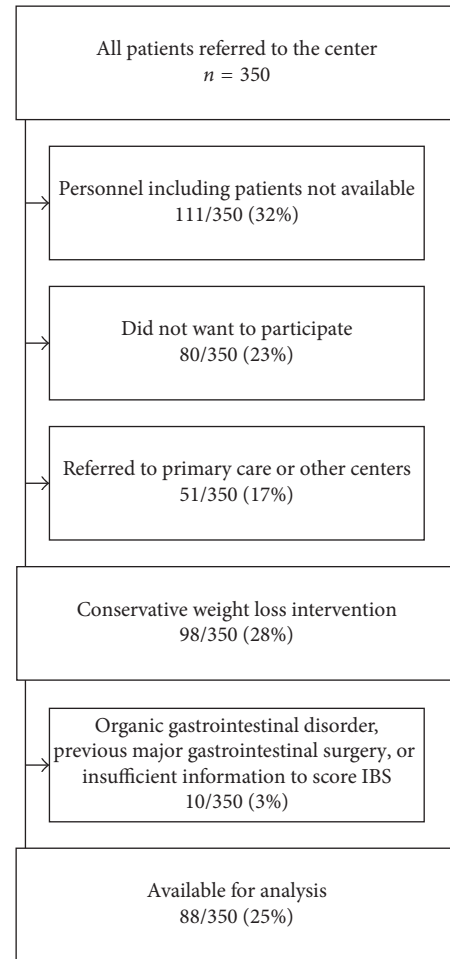 All patients referred to the center
n = 350
Personnel including patients not available
111/350 (32%)
Did not want to participate
80/350 (23%)
Referred to primary care or other centers
51/350 (17%)
Conservative weight loss intervention
98/350 (28%)
Organic gastrointestinal disorder,
previous major gastrointestinal surgery, or
insufficient information to score IBS
10/350 (3%)
Available for analysis
88/350 (25%)